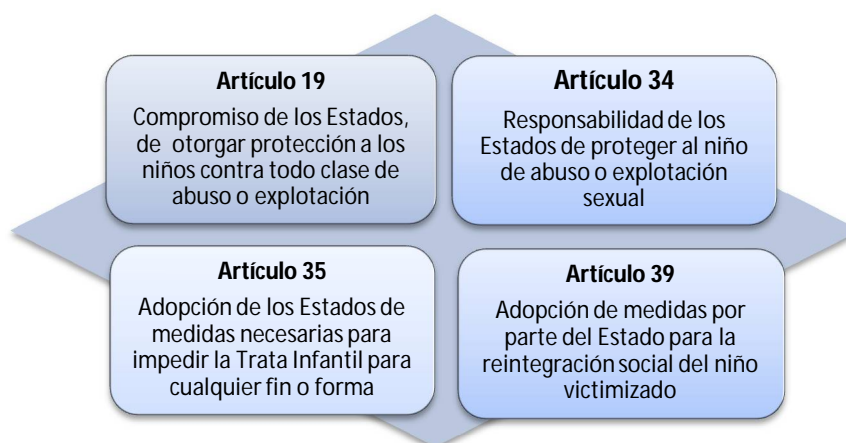 Artículo 19
Compromiso de los Estados,
de otorgar protección a los
niños contra todo clase de
abuso o explotación
Artículo 34
Responsabilidad de los
Estados de proteger al niño
de abuso o explotación
sexual
Artículo 35
Adopción de los Estados de
medidas necesarias para
impedir la Trata Infantil para
cualquier fin o forma
Artículo 39
Adopción de medidas por
parte del Estado para la
reintegración social del niño
victimizado